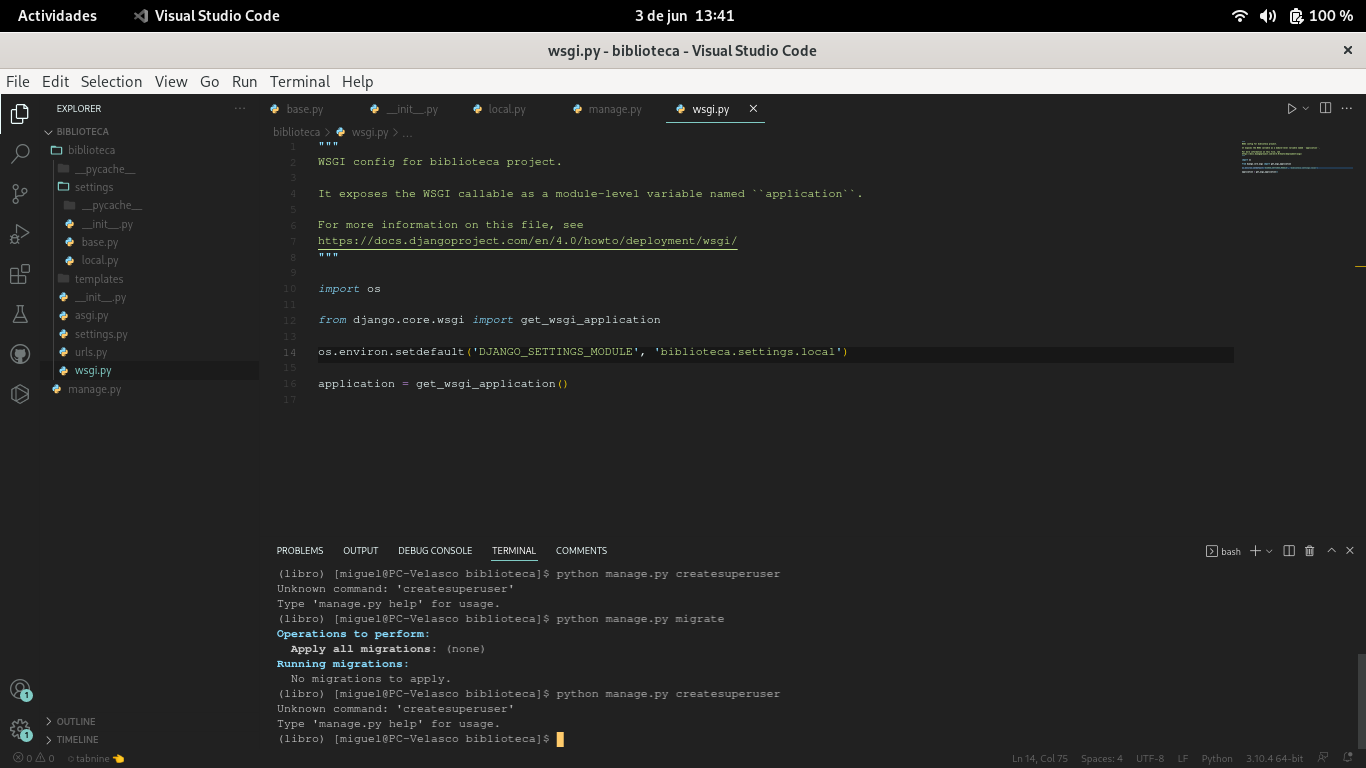 Actividades
Visual Studio Code
3 de jun 13:41
100 %
wsgi.py - biblioteca - Visual Studio Code
File Edit Selection View Go Run Terminal Help
EXPLORER
BIBLIOTECA
biblioteca
__pycache__
settings
__pycache__
__init__.py
base.py
local.py
templates
__init__.py
asgi.py
settings.py
urls.py
wsgi.py
manage.py
OUTLINE
TIMELINE
base.py __init__.py local.py manage.py wsgi.py
biblioteca > wsgi.py > ...
1 """
2 WSGI config for biblioteca project.
3
4 It exposes the WSGI callable as a module-level variable named ``application``.
5
6 For more information on this file, see
7 https://docs.djangoproject.com/en/4.0/howto/deployment/wsgi/
8 """
9
10 import os
11
12 from django.core.wsgi import get_wsgi_application
13
14 os.environ.setdefault('DJANGO_SETTINGS_MODULE', 'biblioteca.settings.local')
15
16 application = get_wsgi_application()
17
PROBLEMS OUTPUT DEBUG CONSOLE TERMINAL COMMENTS
bash
(libro) [miguel@PC-Velasco biblioteca]$ python manage.py createsuperuser
Unknown command: 'createsuperuser'
Type 'manage.py help' for usage.
(libro) [miguel@PC-Velasco biblioteca]$ python manage.py migrate
Operations to perform:
Apply all migrations: (none)
Running migrations:
No migrations to apply.
(libro) [miguel@PC-Velasco biblioteca]$ python manage.py createsuperuser
Unknown command: 'createsuperuser'
Type 'manage.py help' for usage.
(libro) [miguel@PC-Velasco biblioteca]$
1
1
0 0 tabnine
Ln 14, Col 75 Spaces: 4 UTF-8 LF Python 3.10.4 64-bit